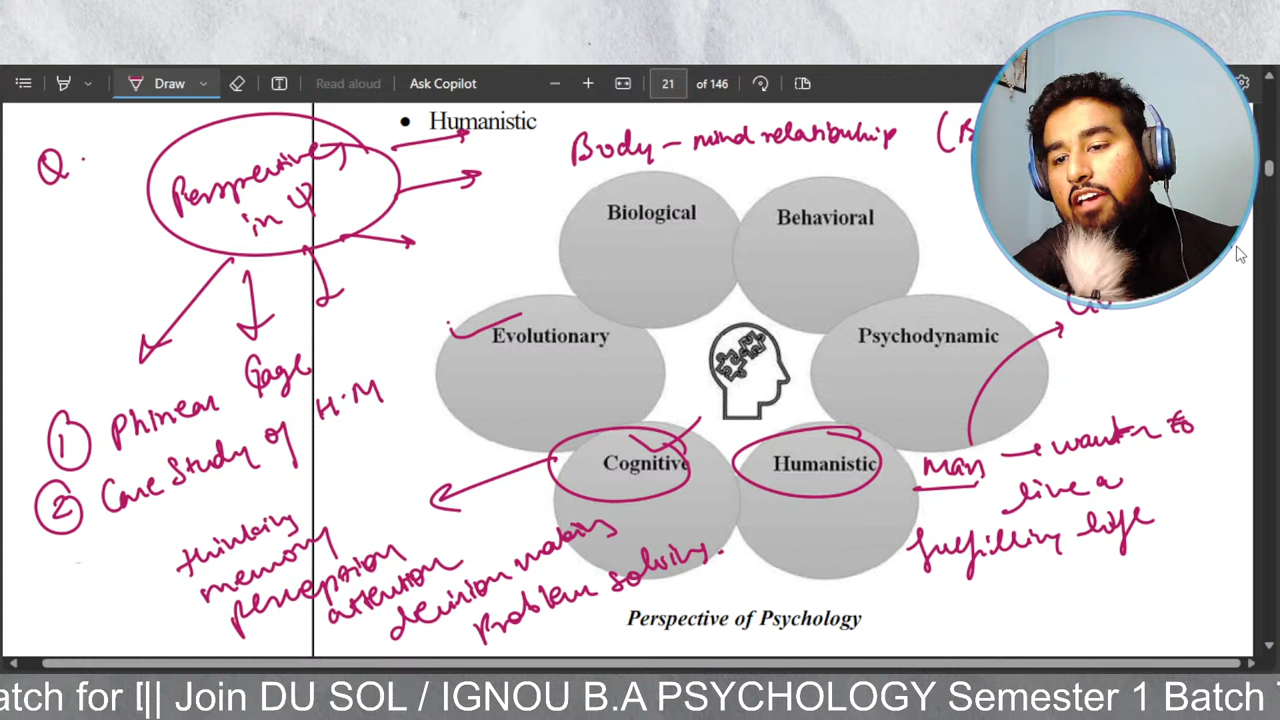 Draw
Read aloud
Ask Copilot
21
of 146
• Humanistic
Q.
Perspectives
in Ψ
Body - mind relationship
(B
Biological
Behavioral
Evolutionary
Psychodynamic
Cognitive
Humanistic
man → wants to
live a
fulfilling life
① Phineas Gage
② Case Study of H.M
thinking
memory
perception
attention
decision making
problem solving.
Perspective of Psychology
atch for [|| Join DU SOL / IGNOU B.A PSYCHOLOGY Semester 1 Batch